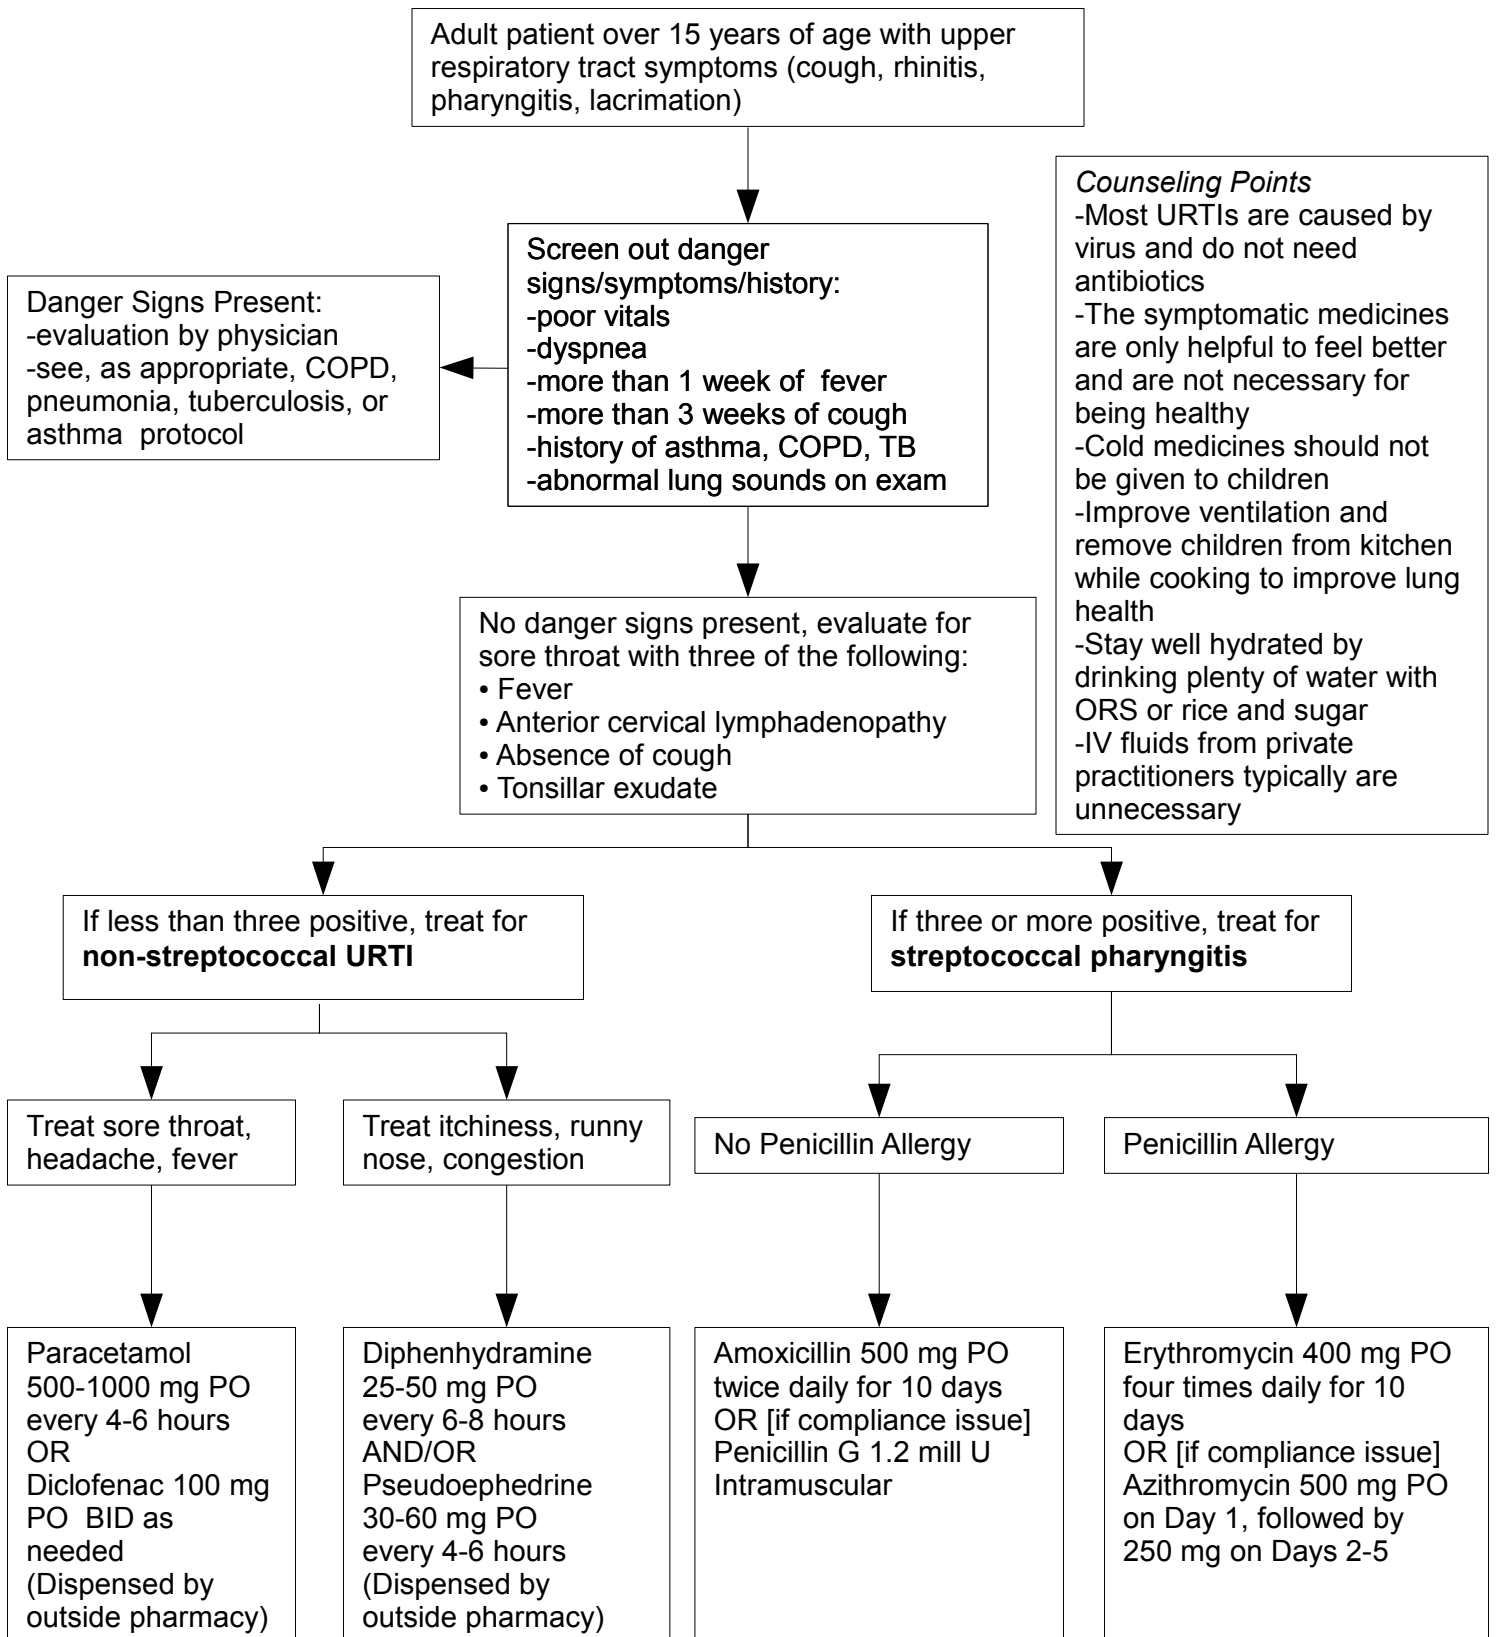 Adult patient over 15 years of age with upper
respiratory tract symptoms (cough, rhinitis,
pharyngitis, lacrimation)
Counseling Points
-Most URTIs are caused by
virus and do not need
antibiotics
-The symptomatic medicines
are only helpful to feel better
and are not necessary for
being healthy
-Cold medicines should not
be given to children
-Improve ventilation and
remove children from kitchen
while cooking to improve lung
health
-Stay well hydrated by
drinking plenty of water with
ORS or rice and sugar
-IV fluids from private
practitioners typically are
unnecessary
Screen out danger
signs/symptoms/history:
-poor vitals
-dyspnea
-more than 1 week of  fever
-more than 3 weeks of cough
-history of asthma, COPD, TB
-abnormal lung sounds on exam
Danger Signs Present:
-evaluation by physician
-see, as appropriate, COPD,
pneumonia, tuberculosis, or
asthma  protocol
No danger signs present, evaluate for
sore throat with three of the following:
• Fever
• Anterior cervical lymphadenopathy
• Absence of cough
• Tonsillar exudate
If less than three positive, treat for
non-streptococcal URTI
If three or more positive, treat for
streptococcal pharyngitis
Treat sore throat,
headache, fever
Treat itchiness, runny
nose, congestion
No Penicillin Allergy
Penicillin Allergy
Paracetamol
500-1000 mg PO
every 4-6 hours
OR
Diclofenac 100 mg
PO  BID as
needed
(Dispensed by
outside pharmacy)
Diphenhydramine
25-50 mg PO
every 6-8 hours
AND/OR
Pseudoephedrine
30-60 mg PO
every 4-6 hours
(Dispensed by
outside pharmacy)
Amoxicillin 500 mg PO
twice daily for 10 days
OR [if compliance issue]
Penicillin G 1.2 mill U
Intramuscular
Erythromycin 400 mg PO
four times daily for 10
days
OR [if compliance issue]
Azithromycin 500 mg PO
on Day 1, followed by
250 mg on Days 2-5